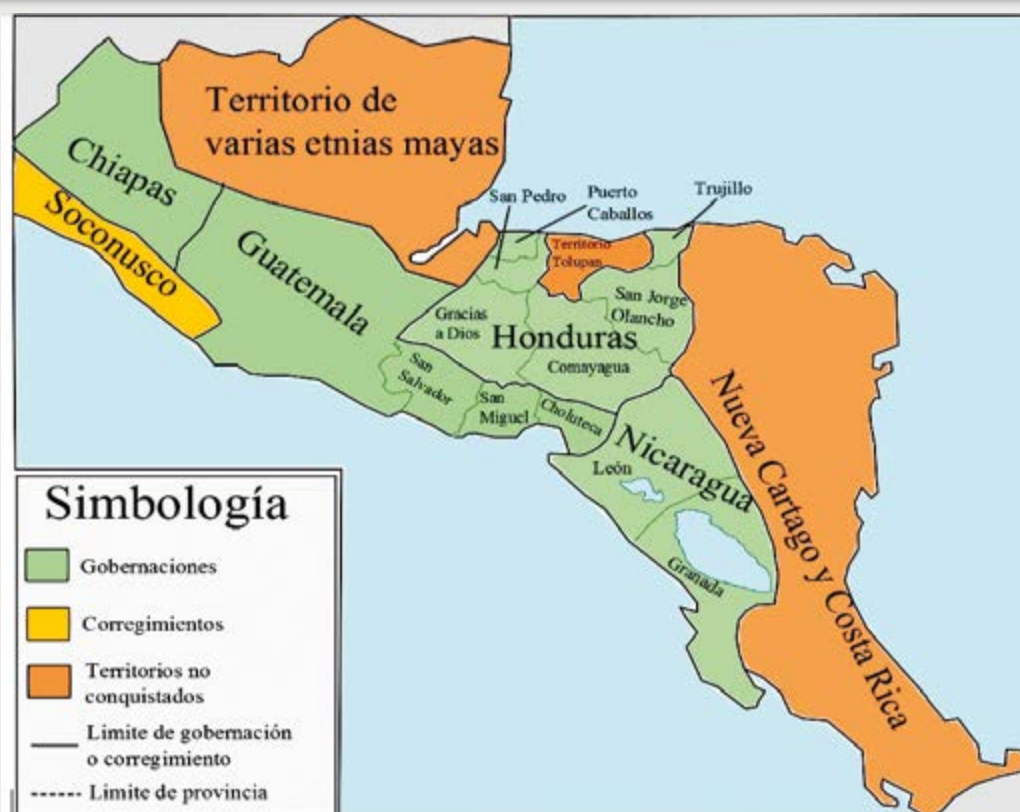 Territorio de
varias etnias mayas
Chiapas
Soconusco
Guatemala
San Pedro
Puerto
Caballos
Trujillo
Territorio
Tolupan
San Jorge
Olancho
Gracias
a Dios
Honduras
Comayagua
San
Salvador
San
Miguel
Choluteca
Nicaragua
León
Granada
Nueva Cartago y Costa Rica
Simbología
Gobernaciones
Corregimientos
Territorios no
conquistados
Límite de gobernación
o corregimiento
Límite de provincia